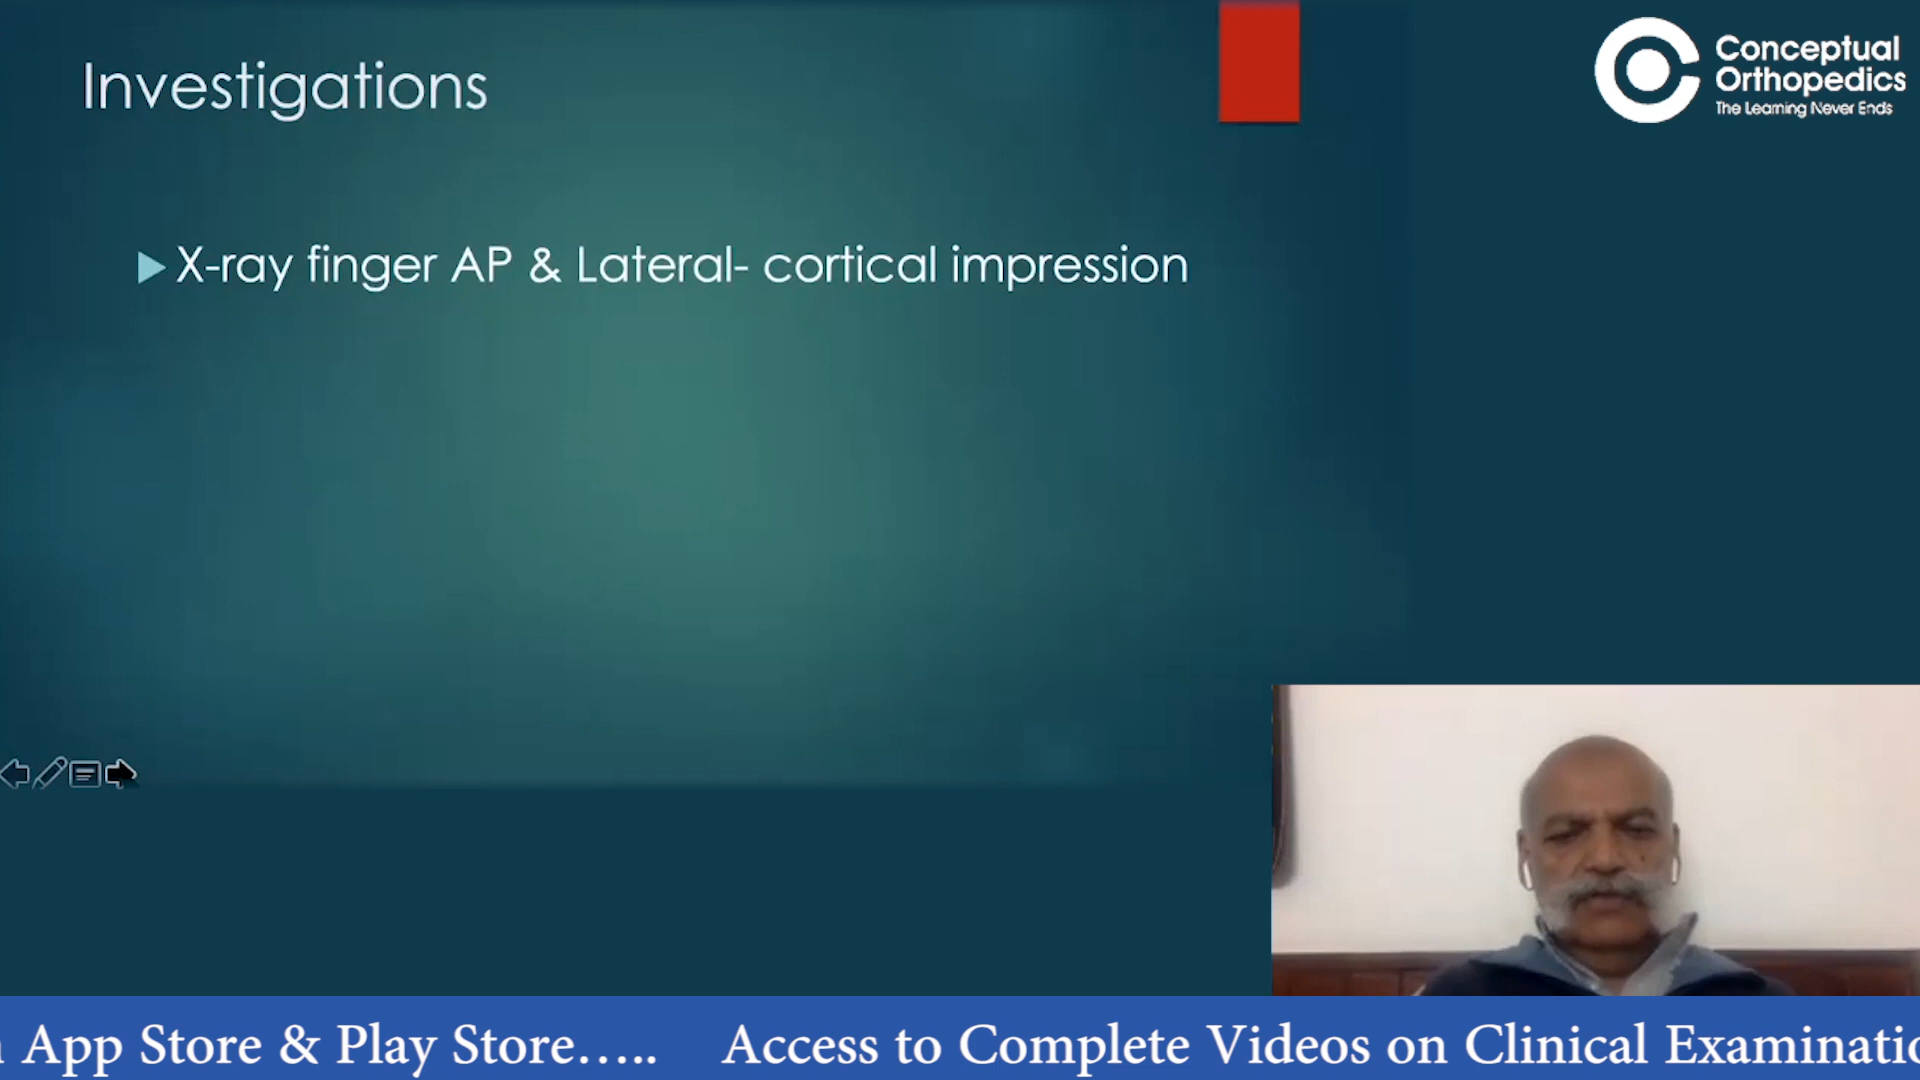 Investigations
Conceptual
Orthopedics
The Learning Never Ends
X-ray finger AP & Lateral- cortical impression
App Store & Play Store..... Access to Complete Videos on Clinical